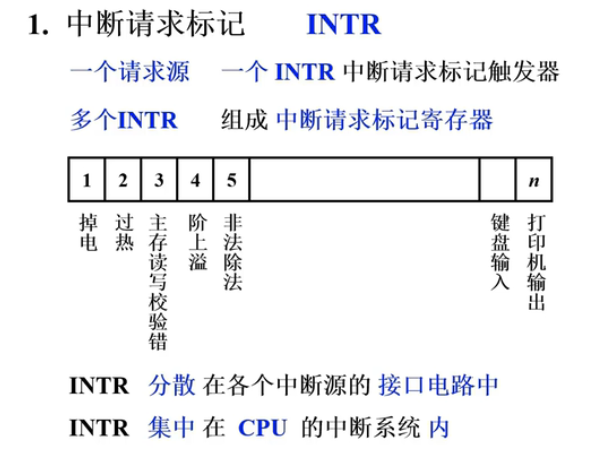 1. 中断请求标记 INTR
一个请求源 一个 INTR 中断请求标记触发器
多个INTR 组成 中断请求标记寄存器
1 2 3 4 5 n
掉电 过热 主存读写校验错 阶上溢 非法除法 键盘输入 打印机输出
INTR 分散 在各个中断源的 接口电路中
INTR 集中 在 CPU 的中断系统 内